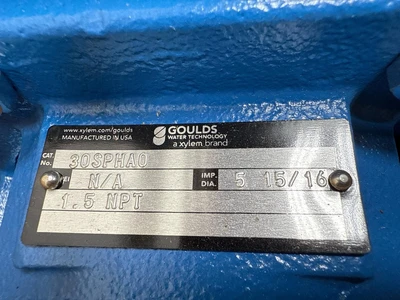 www.xylem.com/goulds
MANUFACTURED IN USA
GOULDS
WATER TECHNOLOGY
a xylem brand
CAT. No. 3OSPHAO
N/A IMP. DIA. 5 15/16
1.5 NPT